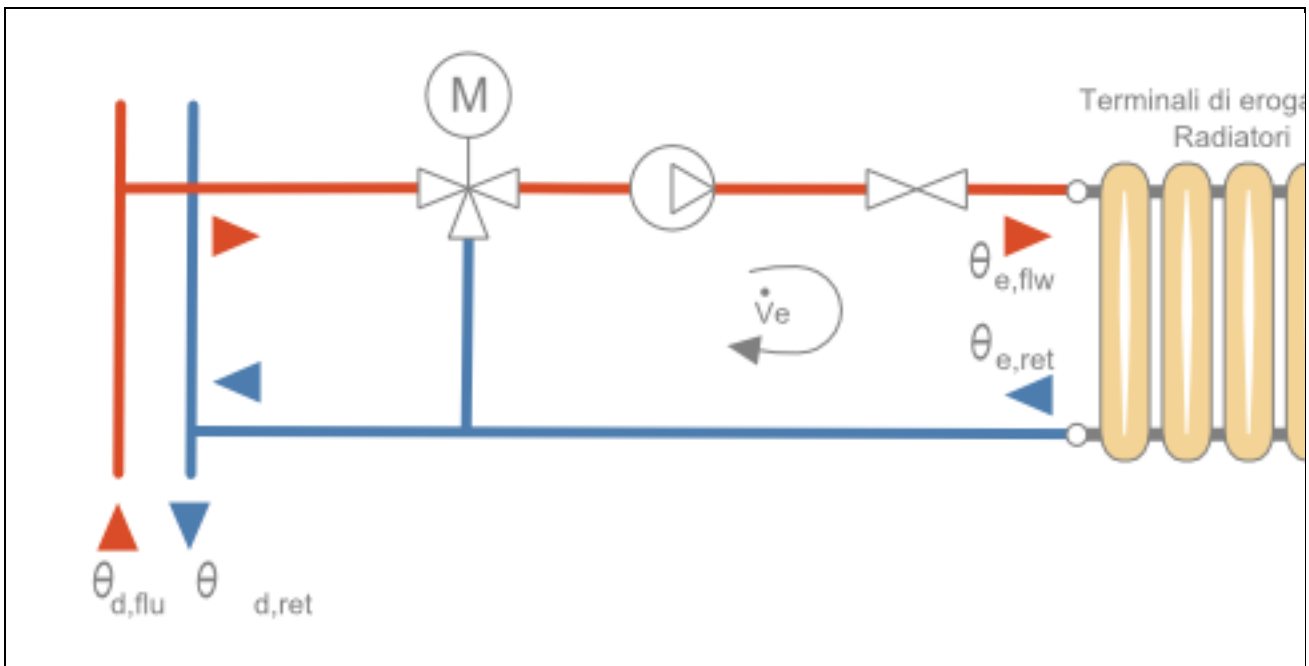 M
Terminali di eroga
Radiatori
θe,flw
V̇e
θe,ret
θd,flu θ d,ret